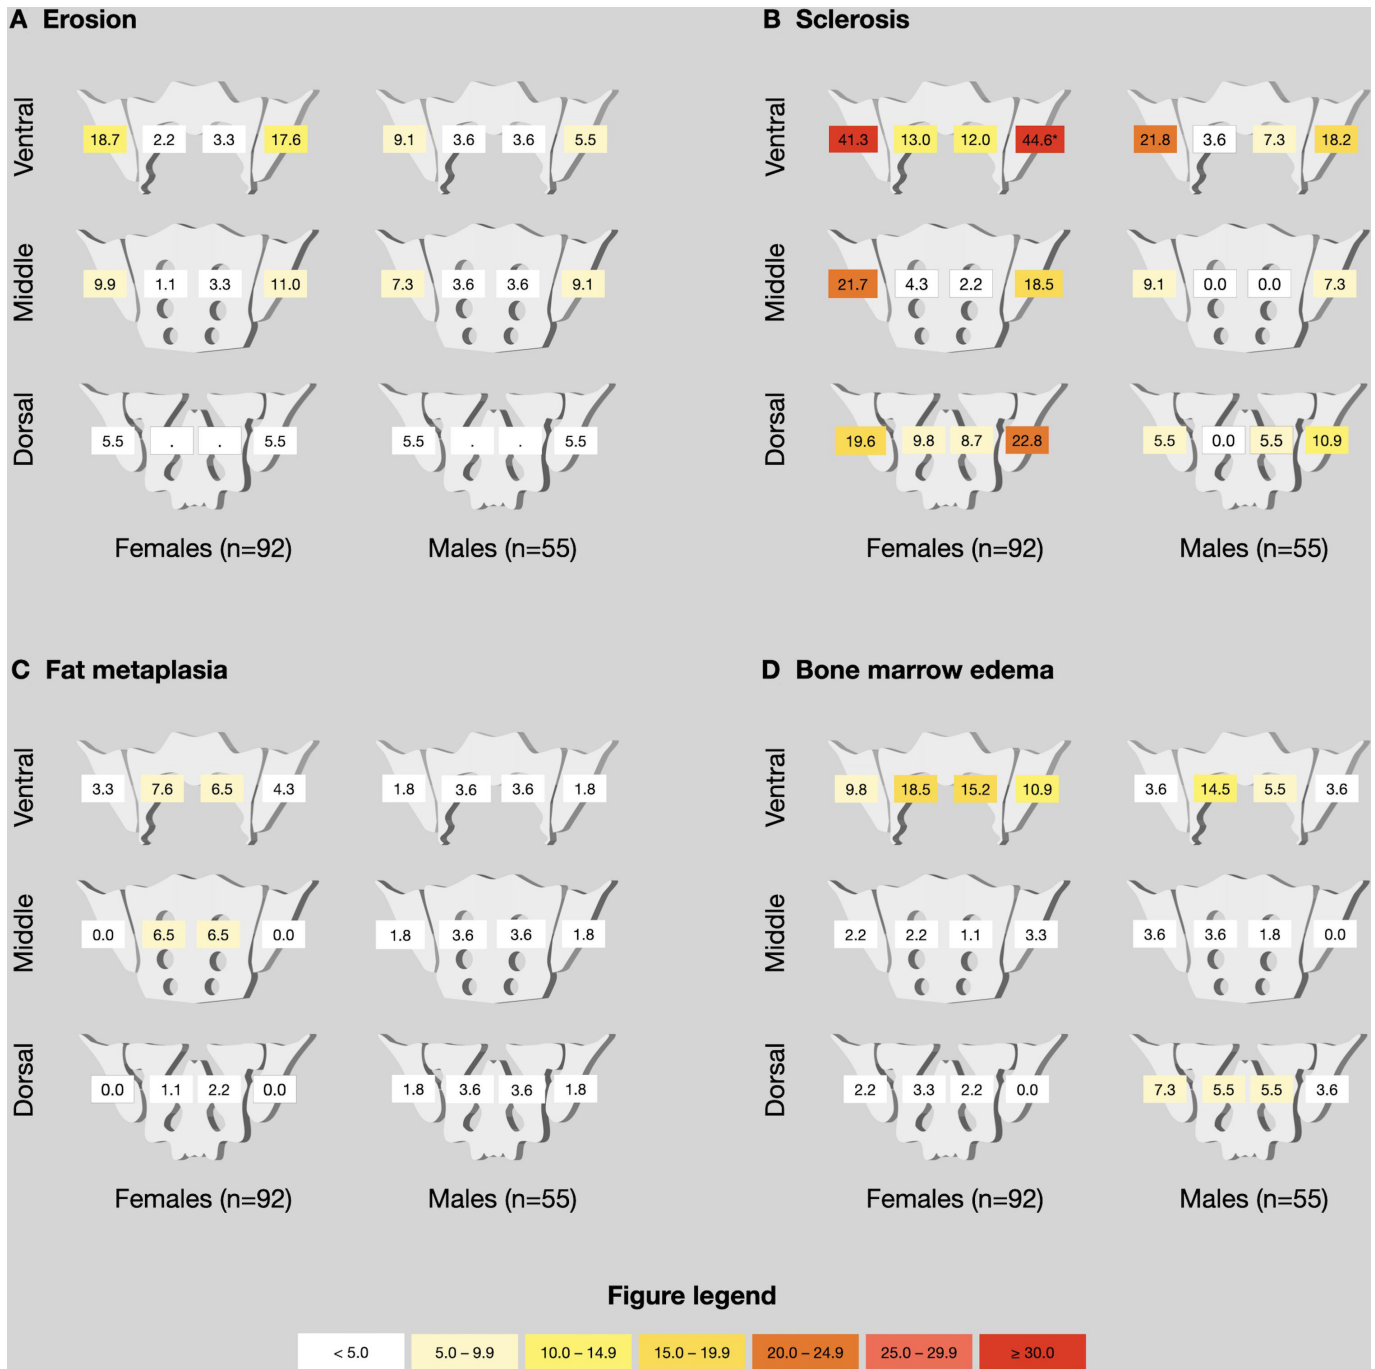 A Erosion
B Sclerosis
Ventral
18.7 2.2 3.3 17.6
9.1 3.6 3.6 5.5
Ventral
41.3 13.0 12.0 44.6*
21.8 3.6 7.3 18.2
Middle
9.9 1.1 3.3 11.0
7.3 3.6 3.6 9.1
Middle
21.7 4.3 2.2 18.5
9.1 0.0 0.0 7.3
Dorsal
5.5 . . 5.5
5.5 . . 5.5
Dorsal
19.6 9.8 8.7 22.8
5.5 0.0 5.5 10.9
Females (n=92)
Males (n=55)
Females (n=92)
Males (n=55)
C Fat metaplasia
D Bone marrow edema
Ventral
3.3 7.6 6.5 4.3
1.8 3.6 3.6 1.8
Ventral
9.8 18.5 15.2 10.9
3.6 14.5 5.5 3.6
Middle
0.0 6.5 6.5 0.0
1.8 3.6 3.6 1.8
Middle
2.2 2.2 1.1 3.3
3.6 3.6 1.8 0.0
Dorsal
0.0 1.1 2.2 0.0
1.8 3.6 3.6 1.8
Dorsal
2.2 3.3 2.2 0.0
7.3 5.5 5.5 3.6
Females (n=92)
Males (n=55)
Females (n=92)
Males (n=55)
Figure legend
< 5.0 5.0 – 9.9 10.0 – 14.9 15.0 – 19.9 20.0 – 24.9 25.0 – 29.9 ≥ 30.0